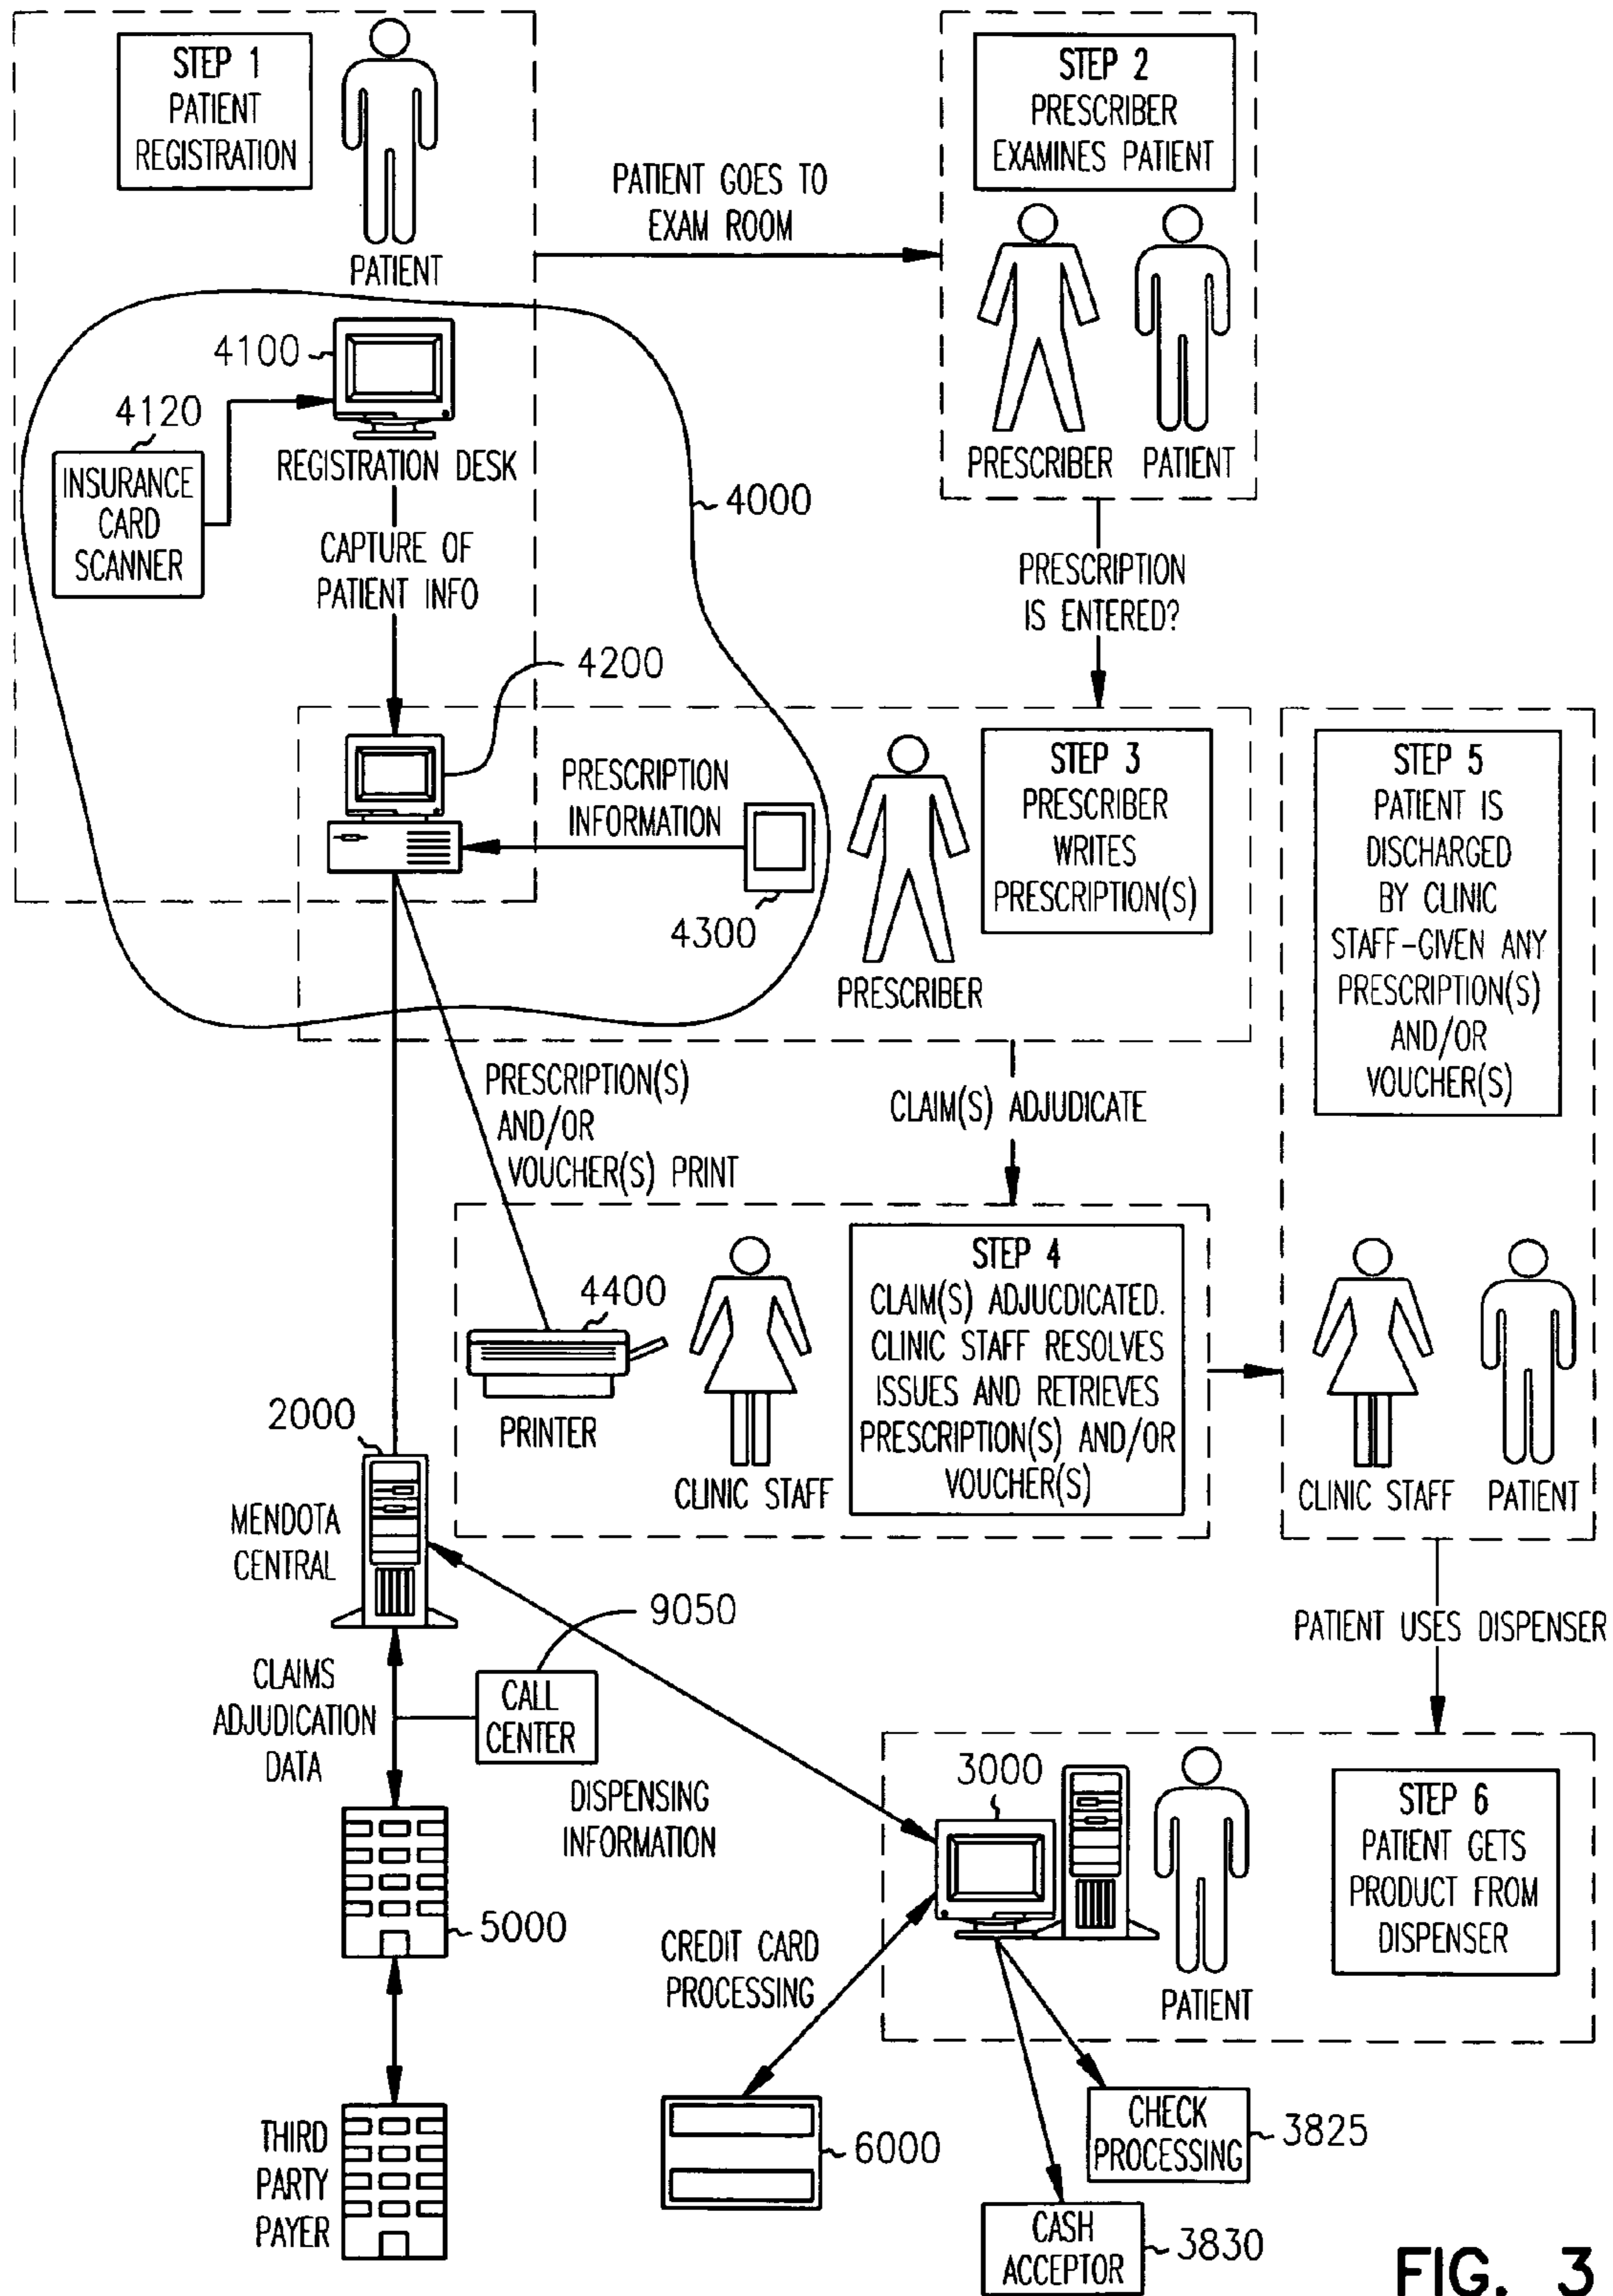 STEP 1
PATIENT
REGISTRATION
PATIENT
PATIENT GOES TO
EXAM ROOM
STEP 2
PRESCRIBER
EXAMINES PATIENT
PRESCRIBER
PATIENT
4100
4120
INSURANCE
CARD
SCANNER
REGISTRATION DESK
4000
CAPTURE OF
PATIENT INFO
PRESCRIPTION
IS ENTERED?
4200
PRESCRIPTION
INFORMATION
4300
PRESCRIBER
STEP 3
PRESCRIBER
WRITES
PRESCRIPTION(S)
STEP 5
PATIENT IS
DISCHARGED
BY CLINIC
STAFF-GIVEN ANY
PRESCRIPTION(S)
AND/OR
VOUCHER(S)
PRESCRIPTION(S)
AND/OR
VOUCHER(S) PRINT
CLAIM(S) ADJUDICATE
4400
PRINTER
CLINIC STAFF
STEP 4
CLAIM(S) ADJUCDICATED.
CLINIC STAFF RESOLVES
ISSUES AND RETRIEVES
PRESCRIPTION(S) AND/OR
VOUCHER(S)
CLINIC STAFF
PATIENT
2000
MENDOTA
CENTRAL
9050
CALL
CENTER
CLAIMS
ADJUDICATION
DATA
PATIENT USES DISPENSER
DISPENSING
INFORMATION
3000
PATIENT
STEP 6
PATIENT GETS
PRODUCT FROM
DISPENSER
5000
CREDIT CARD
PROCESSING
THIRD
PARTY
PAYER
6000
CHECK
PROCESSING
3825
CASH
ACCEPTOR
3830
FIG. 3